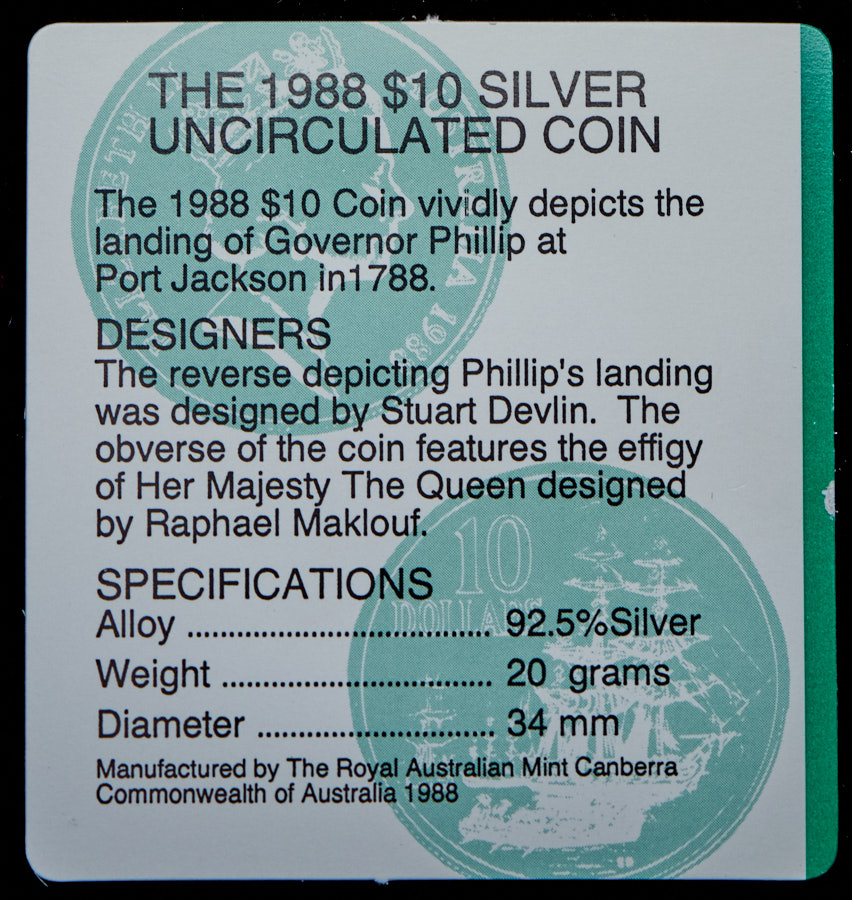 THE 1988 $10 SILVER
UNCIRCULATED COIN
The 1988 $10 Coin vividly depicts the
landing of Governor Phillip at
Port Jackson in1788.
DESIGNERS
The reverse depicting Phillip's landing
was designed by Stuart Devlin.  The
obverse of the coin features the effigy
of Her Majesty The Queen designed
by Raphael Maklouf.
10
DOLLARS
SPECIFICATIONS
Alloy ..................................... 92.5%Silver
Weight ................................. 20  grams
Diameter ............................. 34 mm
Manufactured by The Royal Australian Mint Canberra
Commonwealth of Australia 1988
1988